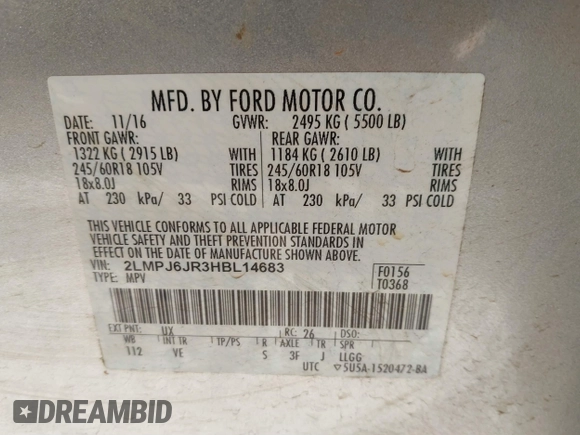 MFD. BY FORD MOTOR CO.
DATE: 11/16 GVWR: 2495 KG ( 5500 LB)
FRONT GAWR: REAR GAWR:
1322 KG ( 2915 LB) WITH 1184 KG ( 2610 LB) WITH
245/60R18 105V TIRES 245/60R18 105V TIRES
18x8.0J RIMS 18x8.0J RIMS
AT 230 kPa/ 33 PSI COLD AT 230 kPa/ 33 PSI COLD
THIS VEHICLE CONFORMS TO ALL APPLICABLE FEDERAL MOTOR
VEHICLE SAFETY AND THEFT PREVENTION STANDARDS IN
EFFECT ON THE DATE OF MANUFACTURE SHOWN ABOVE.
VIN: 2LMPJ6JR3HBL14683 F0156
TYPE: MPV T0368
EXT PNT: UX RC: 26 DSO:
WB INT TR TP/PS R AXLE TR SPR
112 VE S 3F J LLGG
UTC 5U5A-1520472-BA
DREAMBID